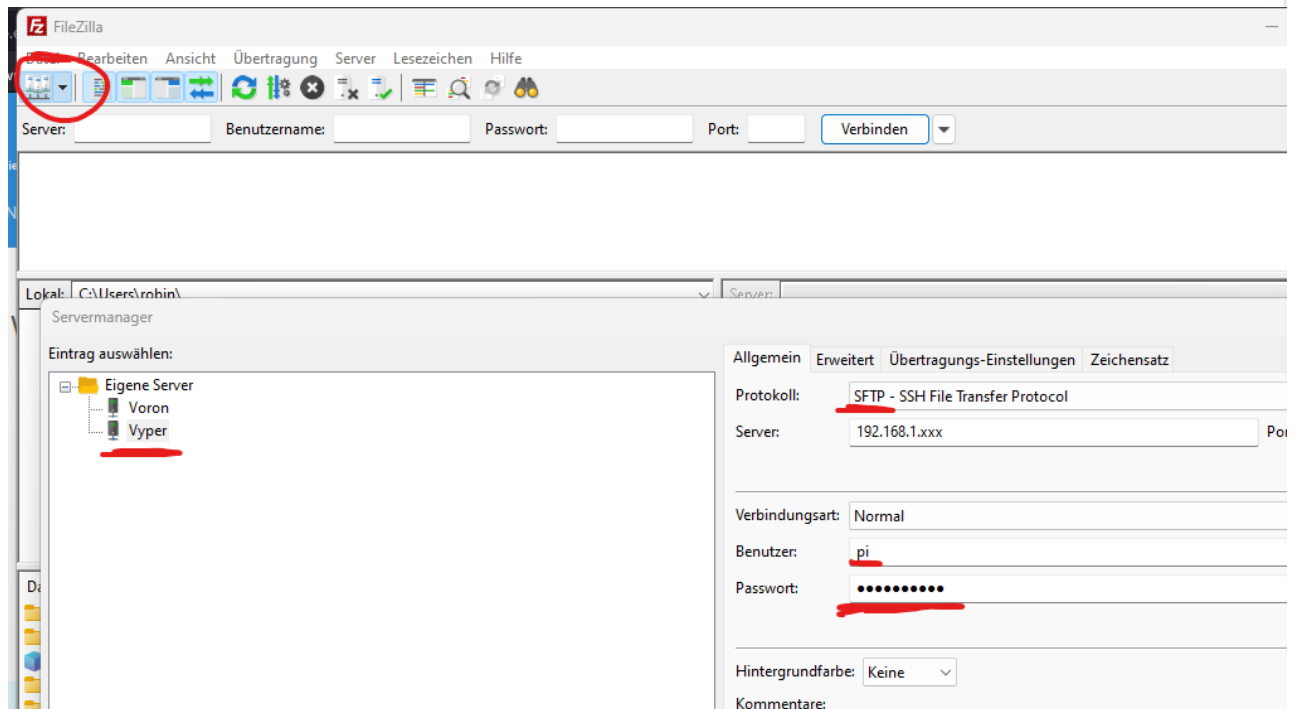 FileZilla
Datei Bearbeiten Ansicht Übertragung Server Lesezeichen Hilfe
Server: Benutzername: Passwort: Port: Verbinden
Lokal: C:\Users\robin\ Server:
Servermanager
Eintrag auswählen:
Eigene Server
Voron
Vyper
Allgemein Erweitert Übertragungs-Einstellungen Zeichensatz
Protokoll: SFTP - SSH File Transfer Protocol
Server: 192.168.1.xxx
Verbindungsart: Normal
Benutzer: pi
Passwort: ●●●●●●●●●●
Hintergrundfarbe: Keine
Kommentare: